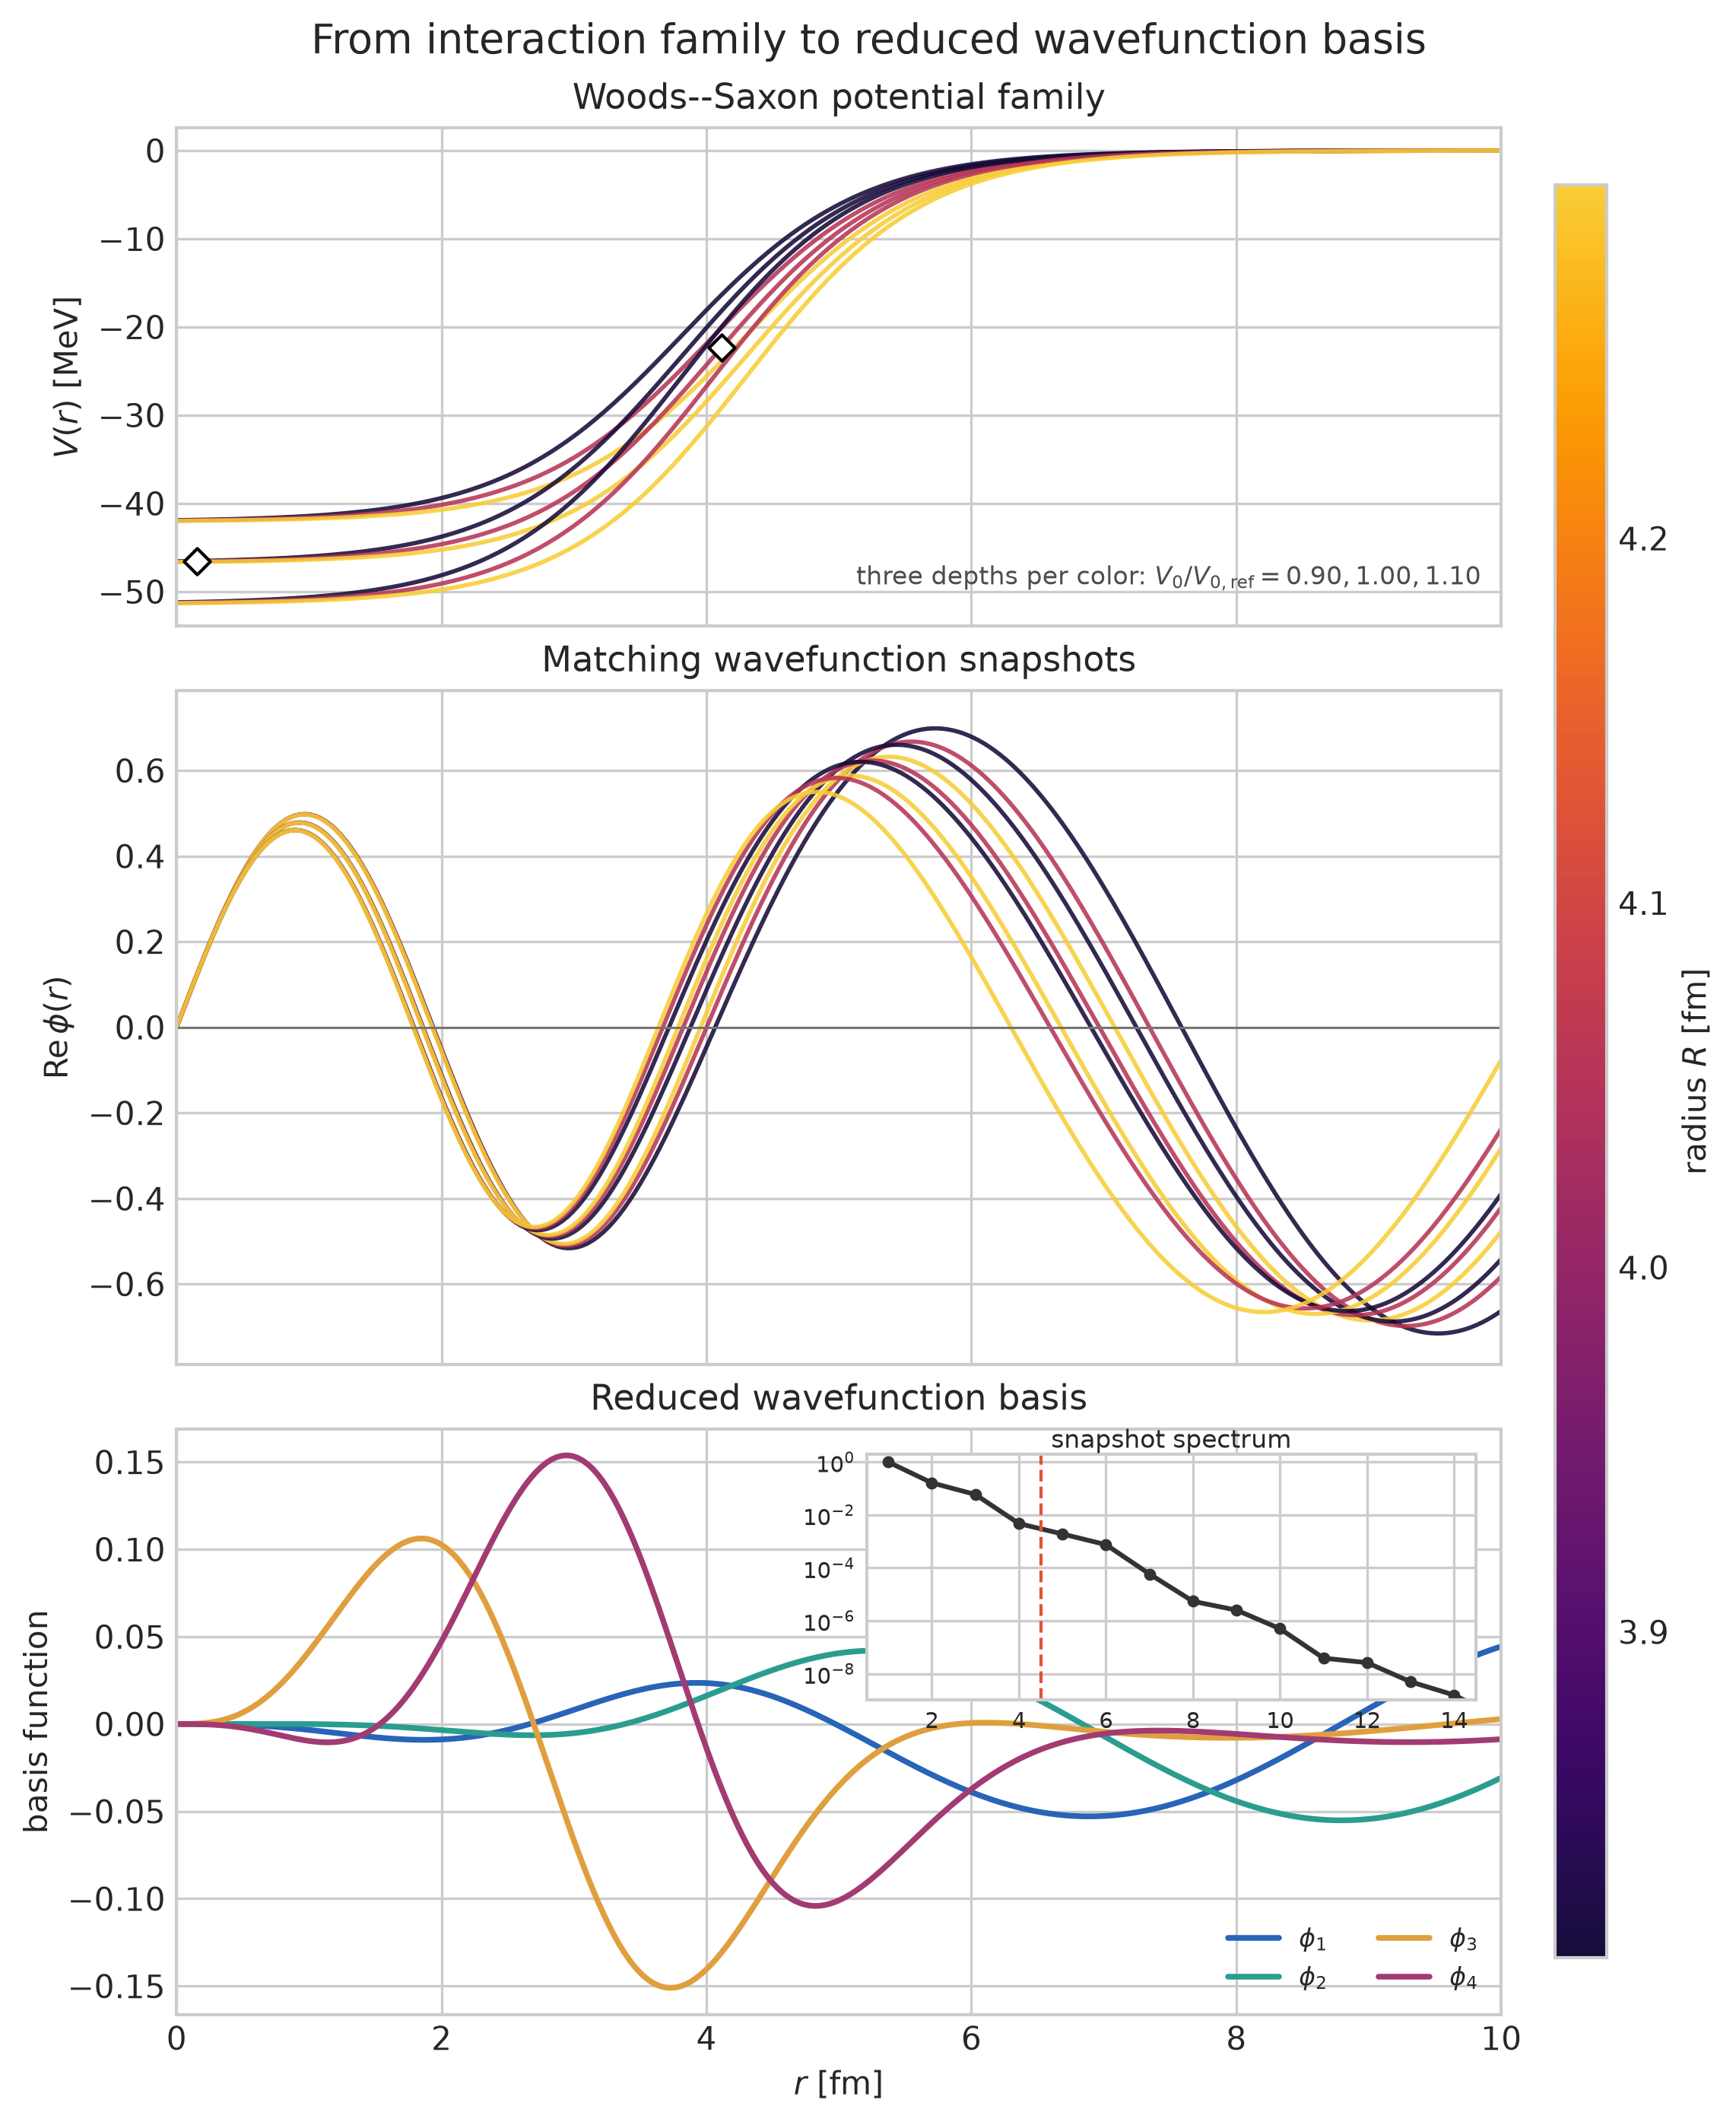 From interaction family to reduced wavefunction basis
Woods--Saxon potential family
0
−10
−20
−30
−40
−50
V(r) [MeV]
three depths per color: V₀/V₀,ref = 0.90, 1.00, 1.10
Matching wavefunction snapshots
0.6
0.4
0.2
0.0
−0.2
−0.4
−0.6
Re ϕ(r)
Reduced wavefunction basis
0.15
0.10
0.05
0.00
−0.05
−0.10
−0.15
basis function
snapshot spectrum
10⁰
10⁻²
10⁻⁴
10⁻⁶
10⁻⁸
2 4 6 8 10 12 14
ϕ₁ ϕ₃
ϕ₂ ϕ₄
0 2 4 6 8 10
r [fm]
4.2
4.1
4.0
3.9
radius R [fm]